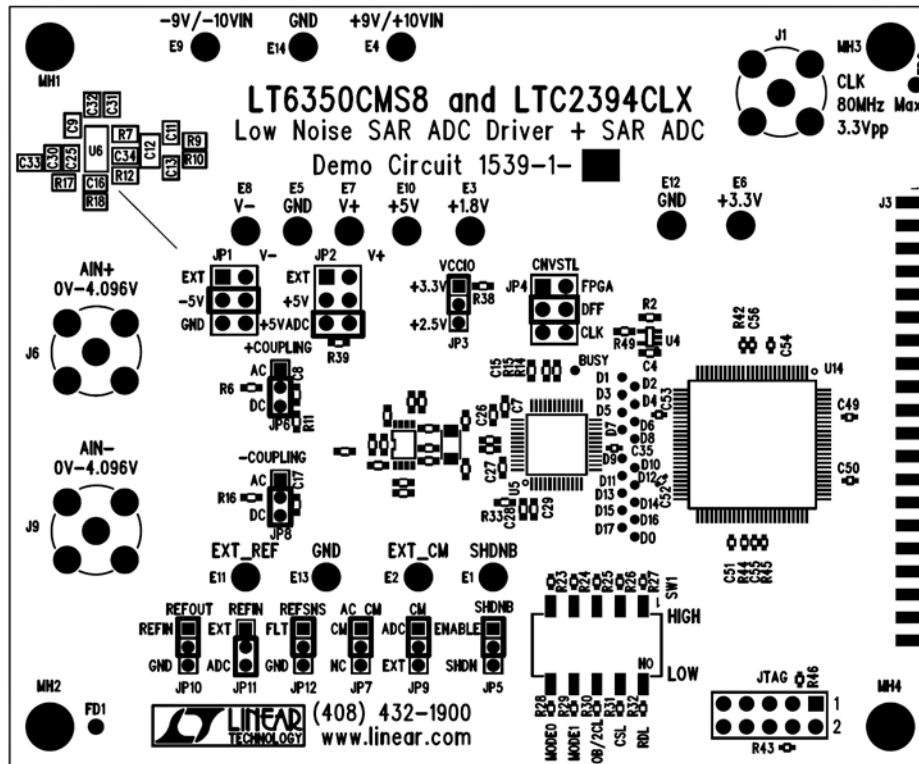 -9V/-10VIN
GND
+9V/+10VIN
E9
E14
E4
J1
MH1
MH3
CLK
80MHz Max
3.3Vpp
C32
C31
C9
U6
R7
C34
R12
C12
C11
R9
R10
C13
C33
C30
C25
R17
C16
R18
LT6350CMS8 and LTC2394CLX
Low Noise SAR ADC Driver + SAR ADC
Demo Circuit 1539-1-
E8
V-
E5
GND
E7
V+
E10
+5V
E3
+1.8V
E12
GND
E6
+3.3V
J3
AIN+
0V-4.096V
J6
JP1
V-
EXT
-5V
GND
JP2
V+
EXT
+5V
+5VADC
R39
VCCIO
+3.3V
R38
+2.5V
JP3
CNVSTL
JP4
FPGA
DFF
CLK
R2
R49
U4
C4
R42
C56
C54
U14
+COUPLING
AC
C8
R6
DC
R11
JP6
C15
R15
R14
BUSY
D1
D2
D3
D4
D5
D6
D7
D8
D9
C35
D10
D11
D12
D13
D14
D15
D16
D17
D0
C53
C52
C49
C50
C26
C7
C27
U5
R33
C28
C29
C51
R44
C55
R45
AIN-
0V-4.096V
J9
-COUPLING
AC
C17
R16
DC
JP8
EXT_REF
E11
GND
E13
EXT_CM
E2
SHDNB
E1
REFOUT
REFIN
GND
JP10
REFIN
EXT
ADC
JP11
REFSNS
FLT
GND
JP12
AC_CM
CM
NC
JP7
CM
ADC
EXT
JP9
SHDNB
ENABLE
SHDN
JP5
R23
R24
R25
R26
R27
SW1
HIGH
NO
LOW
R28
R29
R30
R31
R32
MODE0
MODE1
OB/2CL
CSL
RDL
JTAG
R46
1
2
R43
MH2
FD1
MH4
LINEAR
TECHNOLOGY
(408) 432-1900
www.linear.com